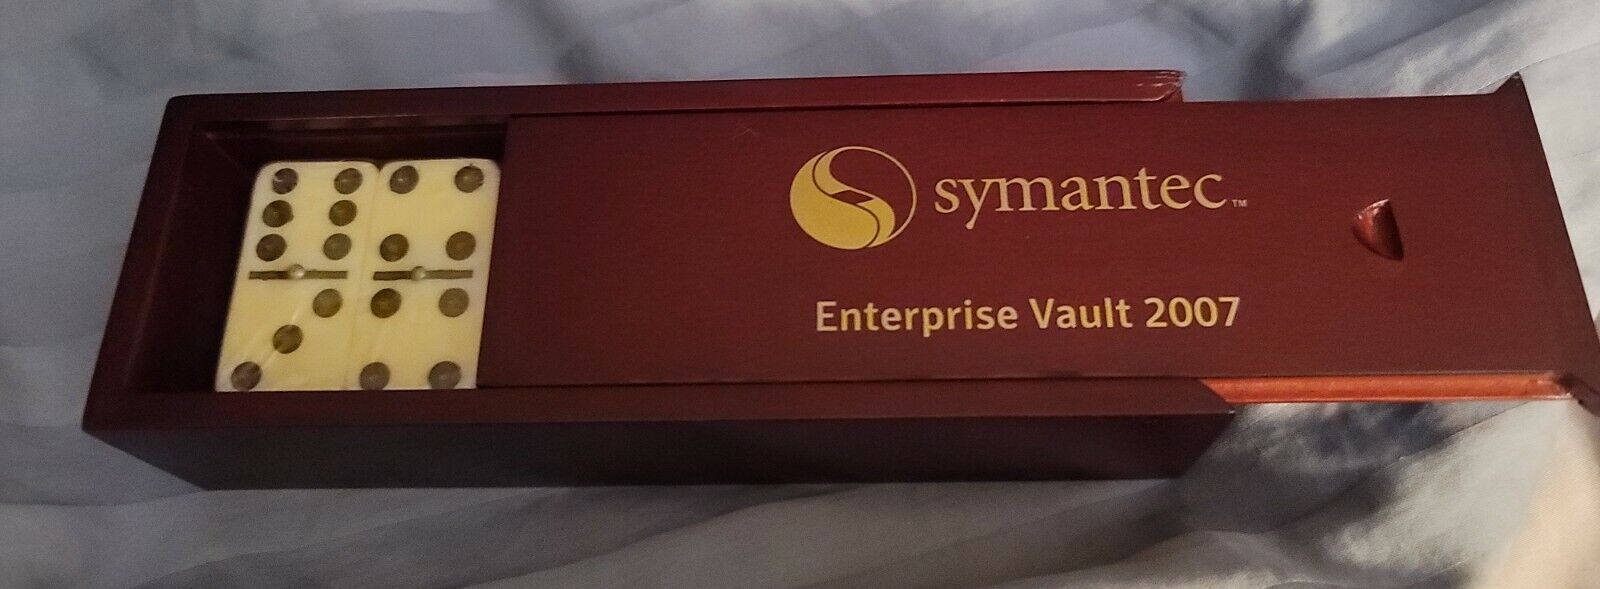 symantec™
Enterprise Vault 2007